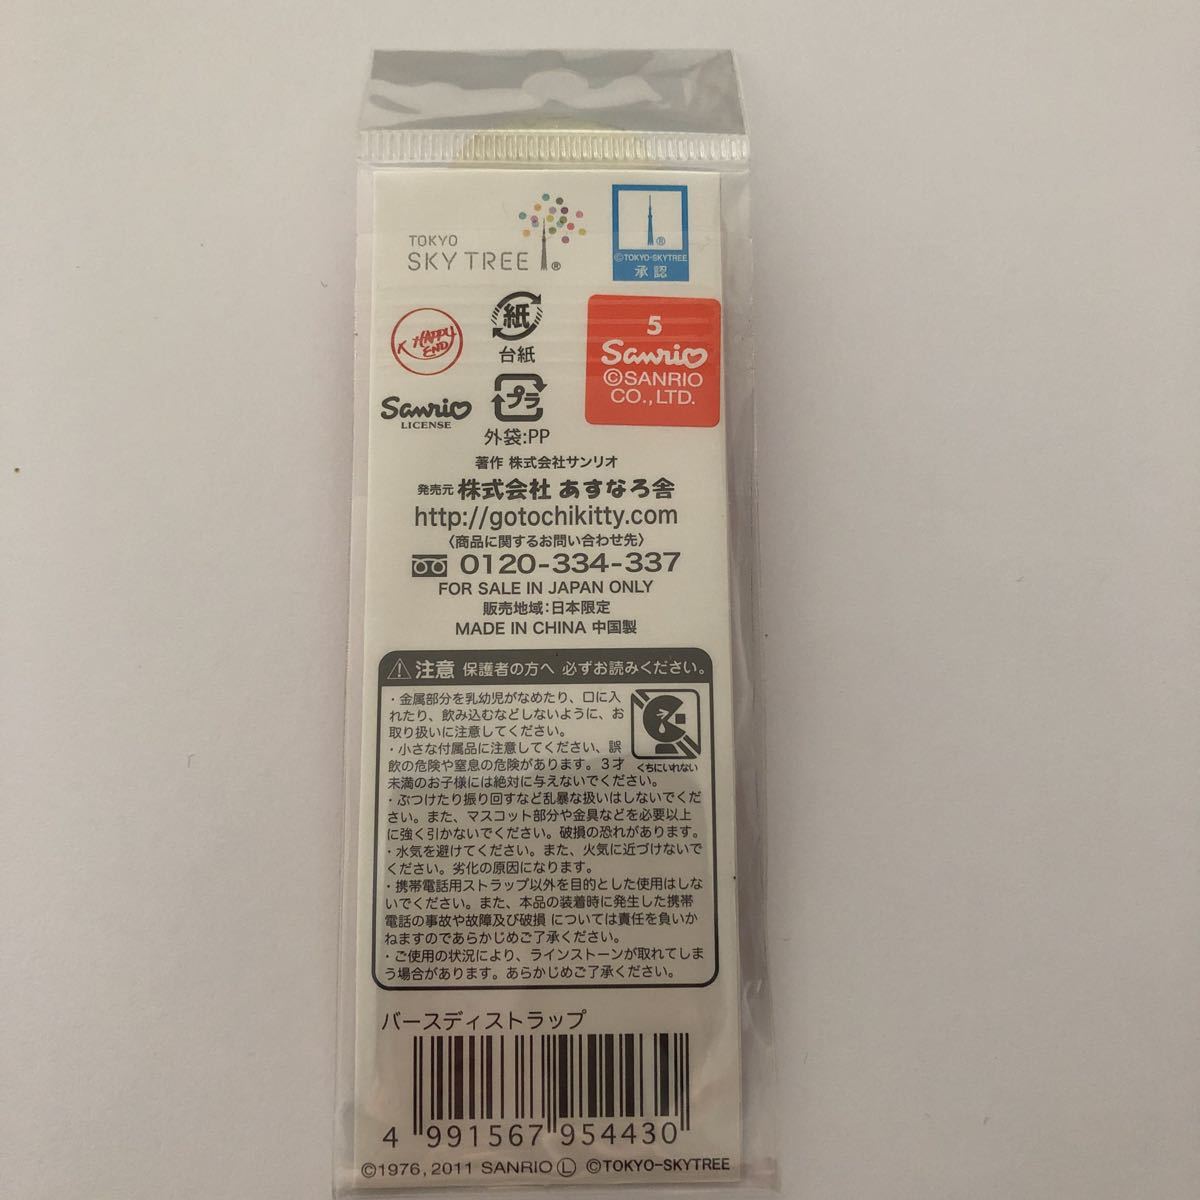 TOKYO
SKY TREE®
®
©TOKYO-SKYTREE
承認
K HAPPY
END
紙
台紙
5
Sanrio
©SANRIO
CO., LTD.
Sanrio
LICENSE
プラ
外袋:PP
著作 株式会社サンリオ
発売元 株式会社 あすなろ舎
http://gotochikitty.com
〈商品に関するお問い合わせ先〉
0120-334-337
FOR SALE IN JAPAN ONLY
販売地域:日本限定
MADE IN CHINA 中国製
注意 保護者の方へ 必ずお読みください。
・金属部分を乳幼児がなめたり、口に入
れたり、飲み込むなどしないように、お
取り扱いに注意してください。
・小さな付属品に注意してください、誤
飲の危険や窒息の危険があります。3才
未満のお子様には絶対に与えないでください。
くちにいれない
・ぶつけたり振り回すなど乱暴な扱いはしないでくだ
さい。また、マスコット部分や金具などを必要以上
に強く引かないでください。破損の恐れがあります。
・水気を避けてください。また、火気に近づけないで
ください。劣化の原因になります。
・携帯電話用ストラップ以外を目的とした使用はしな
いでください。また、本品の装着時に発生した携帯
電話の事故や故障及び破損 については責任を負いか
ねますのであらかじめご了承ください。
・ご使用の状況により、ラインストーンが取れてしま
う場合があります。あらかじめご了承ください。
バースディストラップ
4 991567 954430
©1976, 2011 SANRIO Ⓛ ©TOKYO-SKYTREE